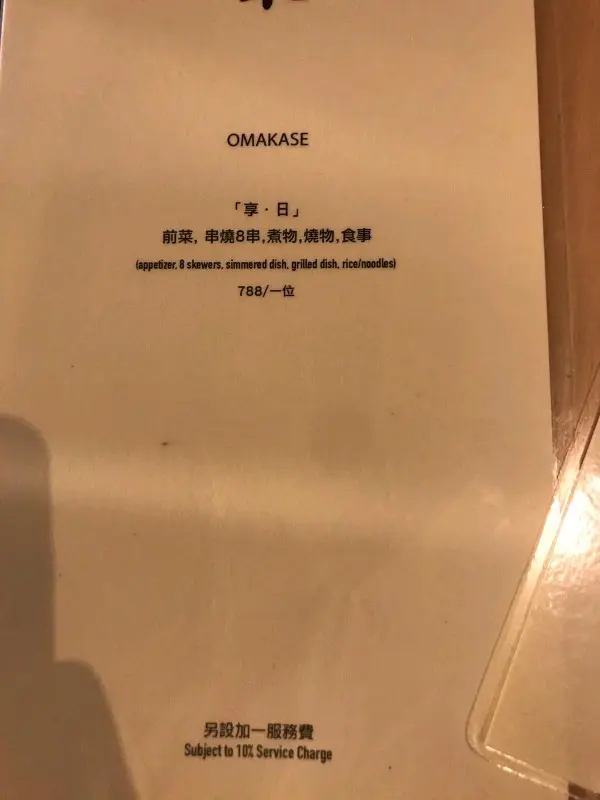 OMAKASE
「享·日」
前菜, 串燒8串,煮物,燒物,食事
(appetizer, 8 skewers, simmered dish, grilled dish, rice/noodles)
788/一位
另設加一服務費
Subject to 10% Service Charge